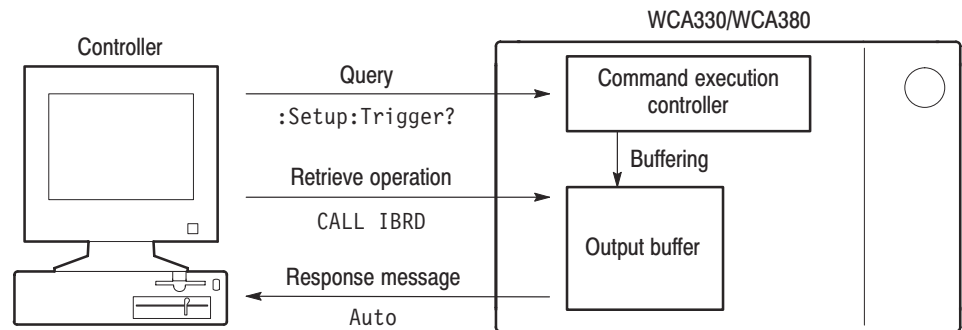 WCA330/WCA380
Controller
Query
:Setup:Trigger?
Command execution
controller
Buffering
Retrieve operation
CALL IBRD
Output buffer
Response message
Auto